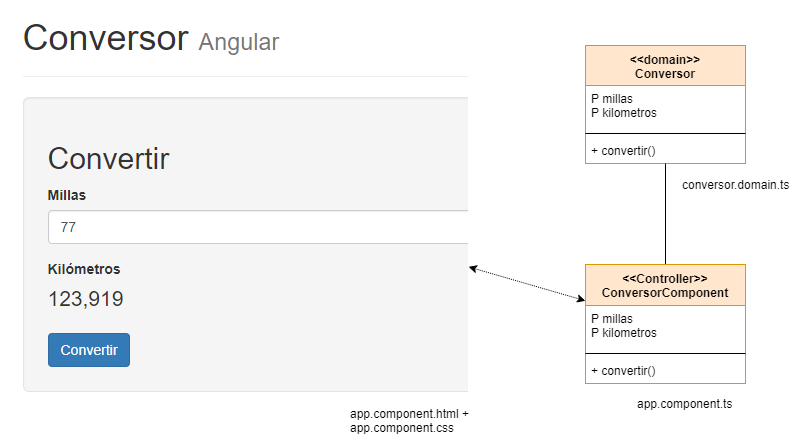 Conversor Angular
Convertir
Millas
77
Kilómetros
123,919
Convertir
app.component.html +
app.component.css
<<domain>>
Conversor
P millas
P kilometros
+ convertir()
conversor.domain.ts
<<Controller>>
ConversorComponent
P millas
P kilometros
+ convertir()
app.component.ts